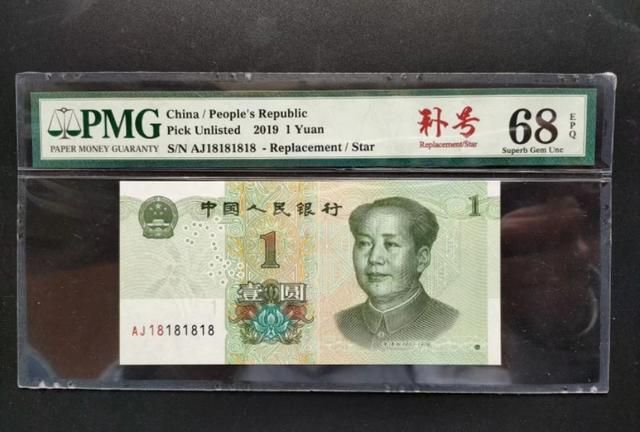 PMG
PAPER MONEY GUARANTY
China / People's Republic
Pick Unlisted 2019 1 Yuan
S/N AJ18181818 - Replacement / Star
补号
Replacement/Star
68
EPQ
Superb Gem Unc
中国人民银行
1
1
壹圆
AJ18181818